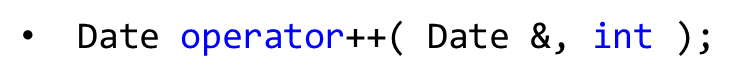 • Date operator++( Date &, int );